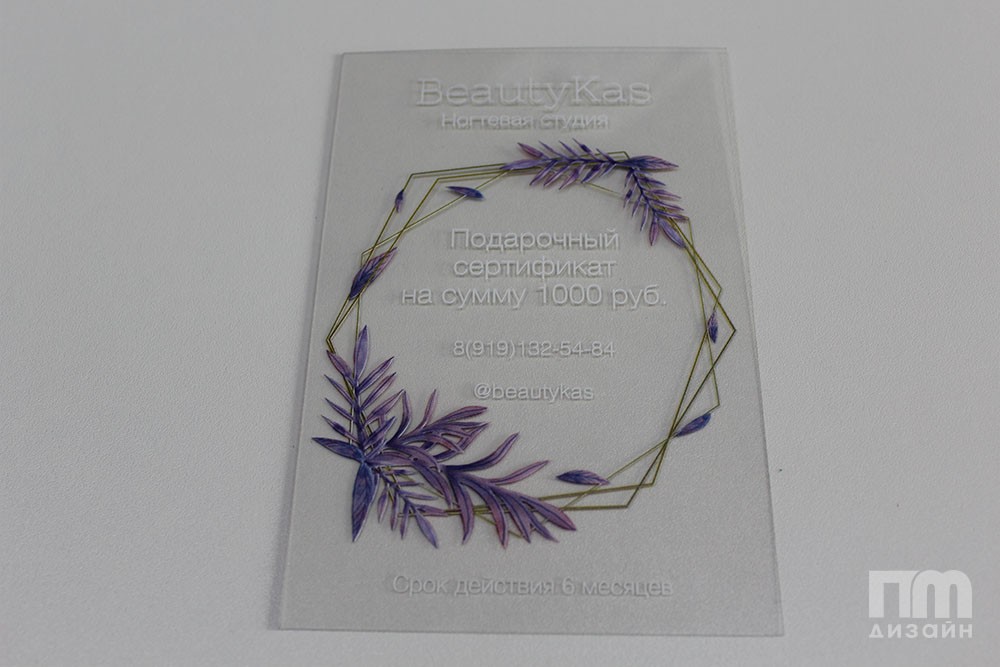 BeautyKas
Ногтевая студия
Подарочный
сертификат
на сумму 1000 руб.
8(919)132-54-84
@beautykas
Срок действия 6 месяцев
ПМ
дизайн